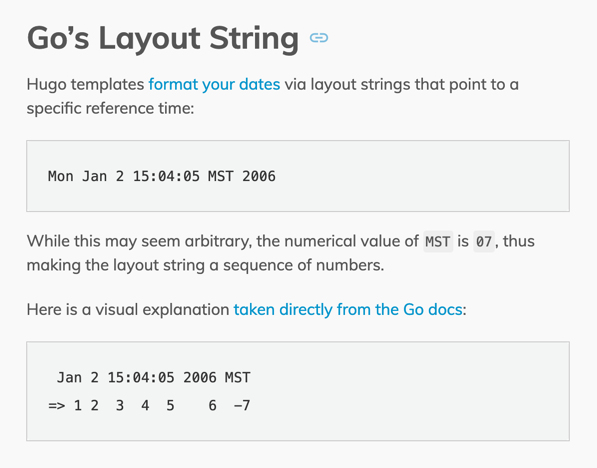 Go’s Layout String
Hugo templates format your dates via layout strings that point to a
specific reference time:
Mon Jan 2 15:04:05 MST 2006
While this may seem arbitrary, the numerical value of MST is 07, thus
making the layout string a sequence of numbers.
Here is a visual explanation taken directly from the Go docs:
 Jan 2 15:04:05 2006 MST
=> 1 2  3  4  5    6  -7